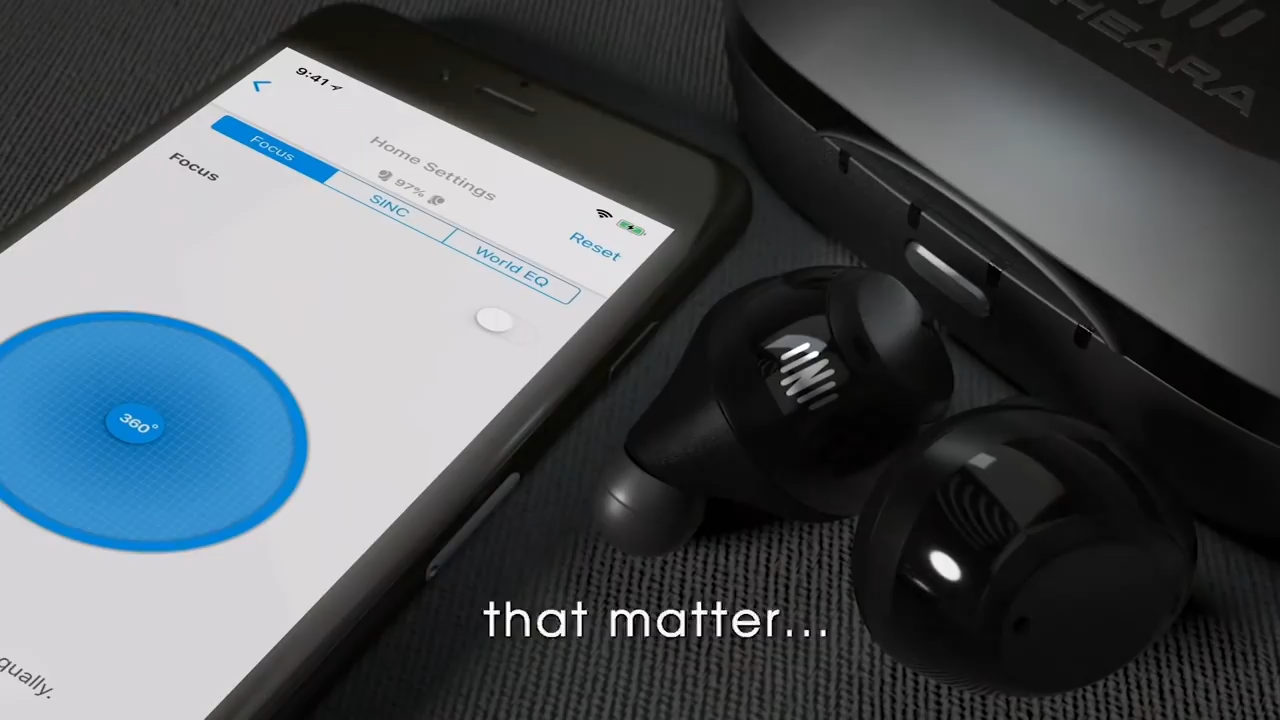 9:41
Home Settings
97%
Reset
Focus
SINC
World EQ
Focus
360°
qually.
HEARA
that matter...